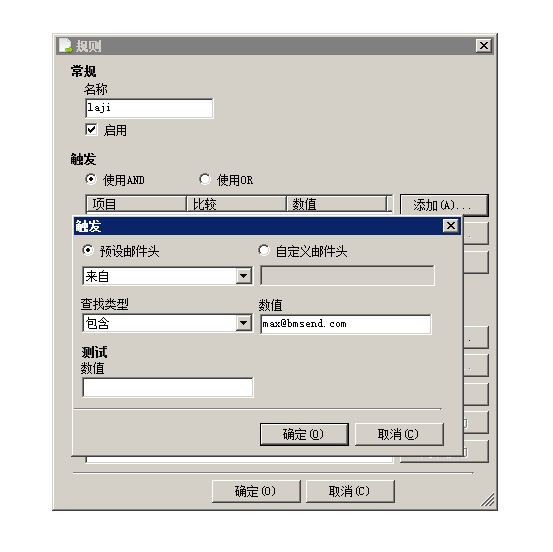 规则
常规
名称
laji
启用
触发
使用AND 使用OR
项目 比较 数值 添加(A)...
触发
预设邮件头 自定义邮件头
来自
查找类型 数值
包含 max@bmsend.com
测试
数值
确定(O) 取消(C)
确定(O) 取消(C)